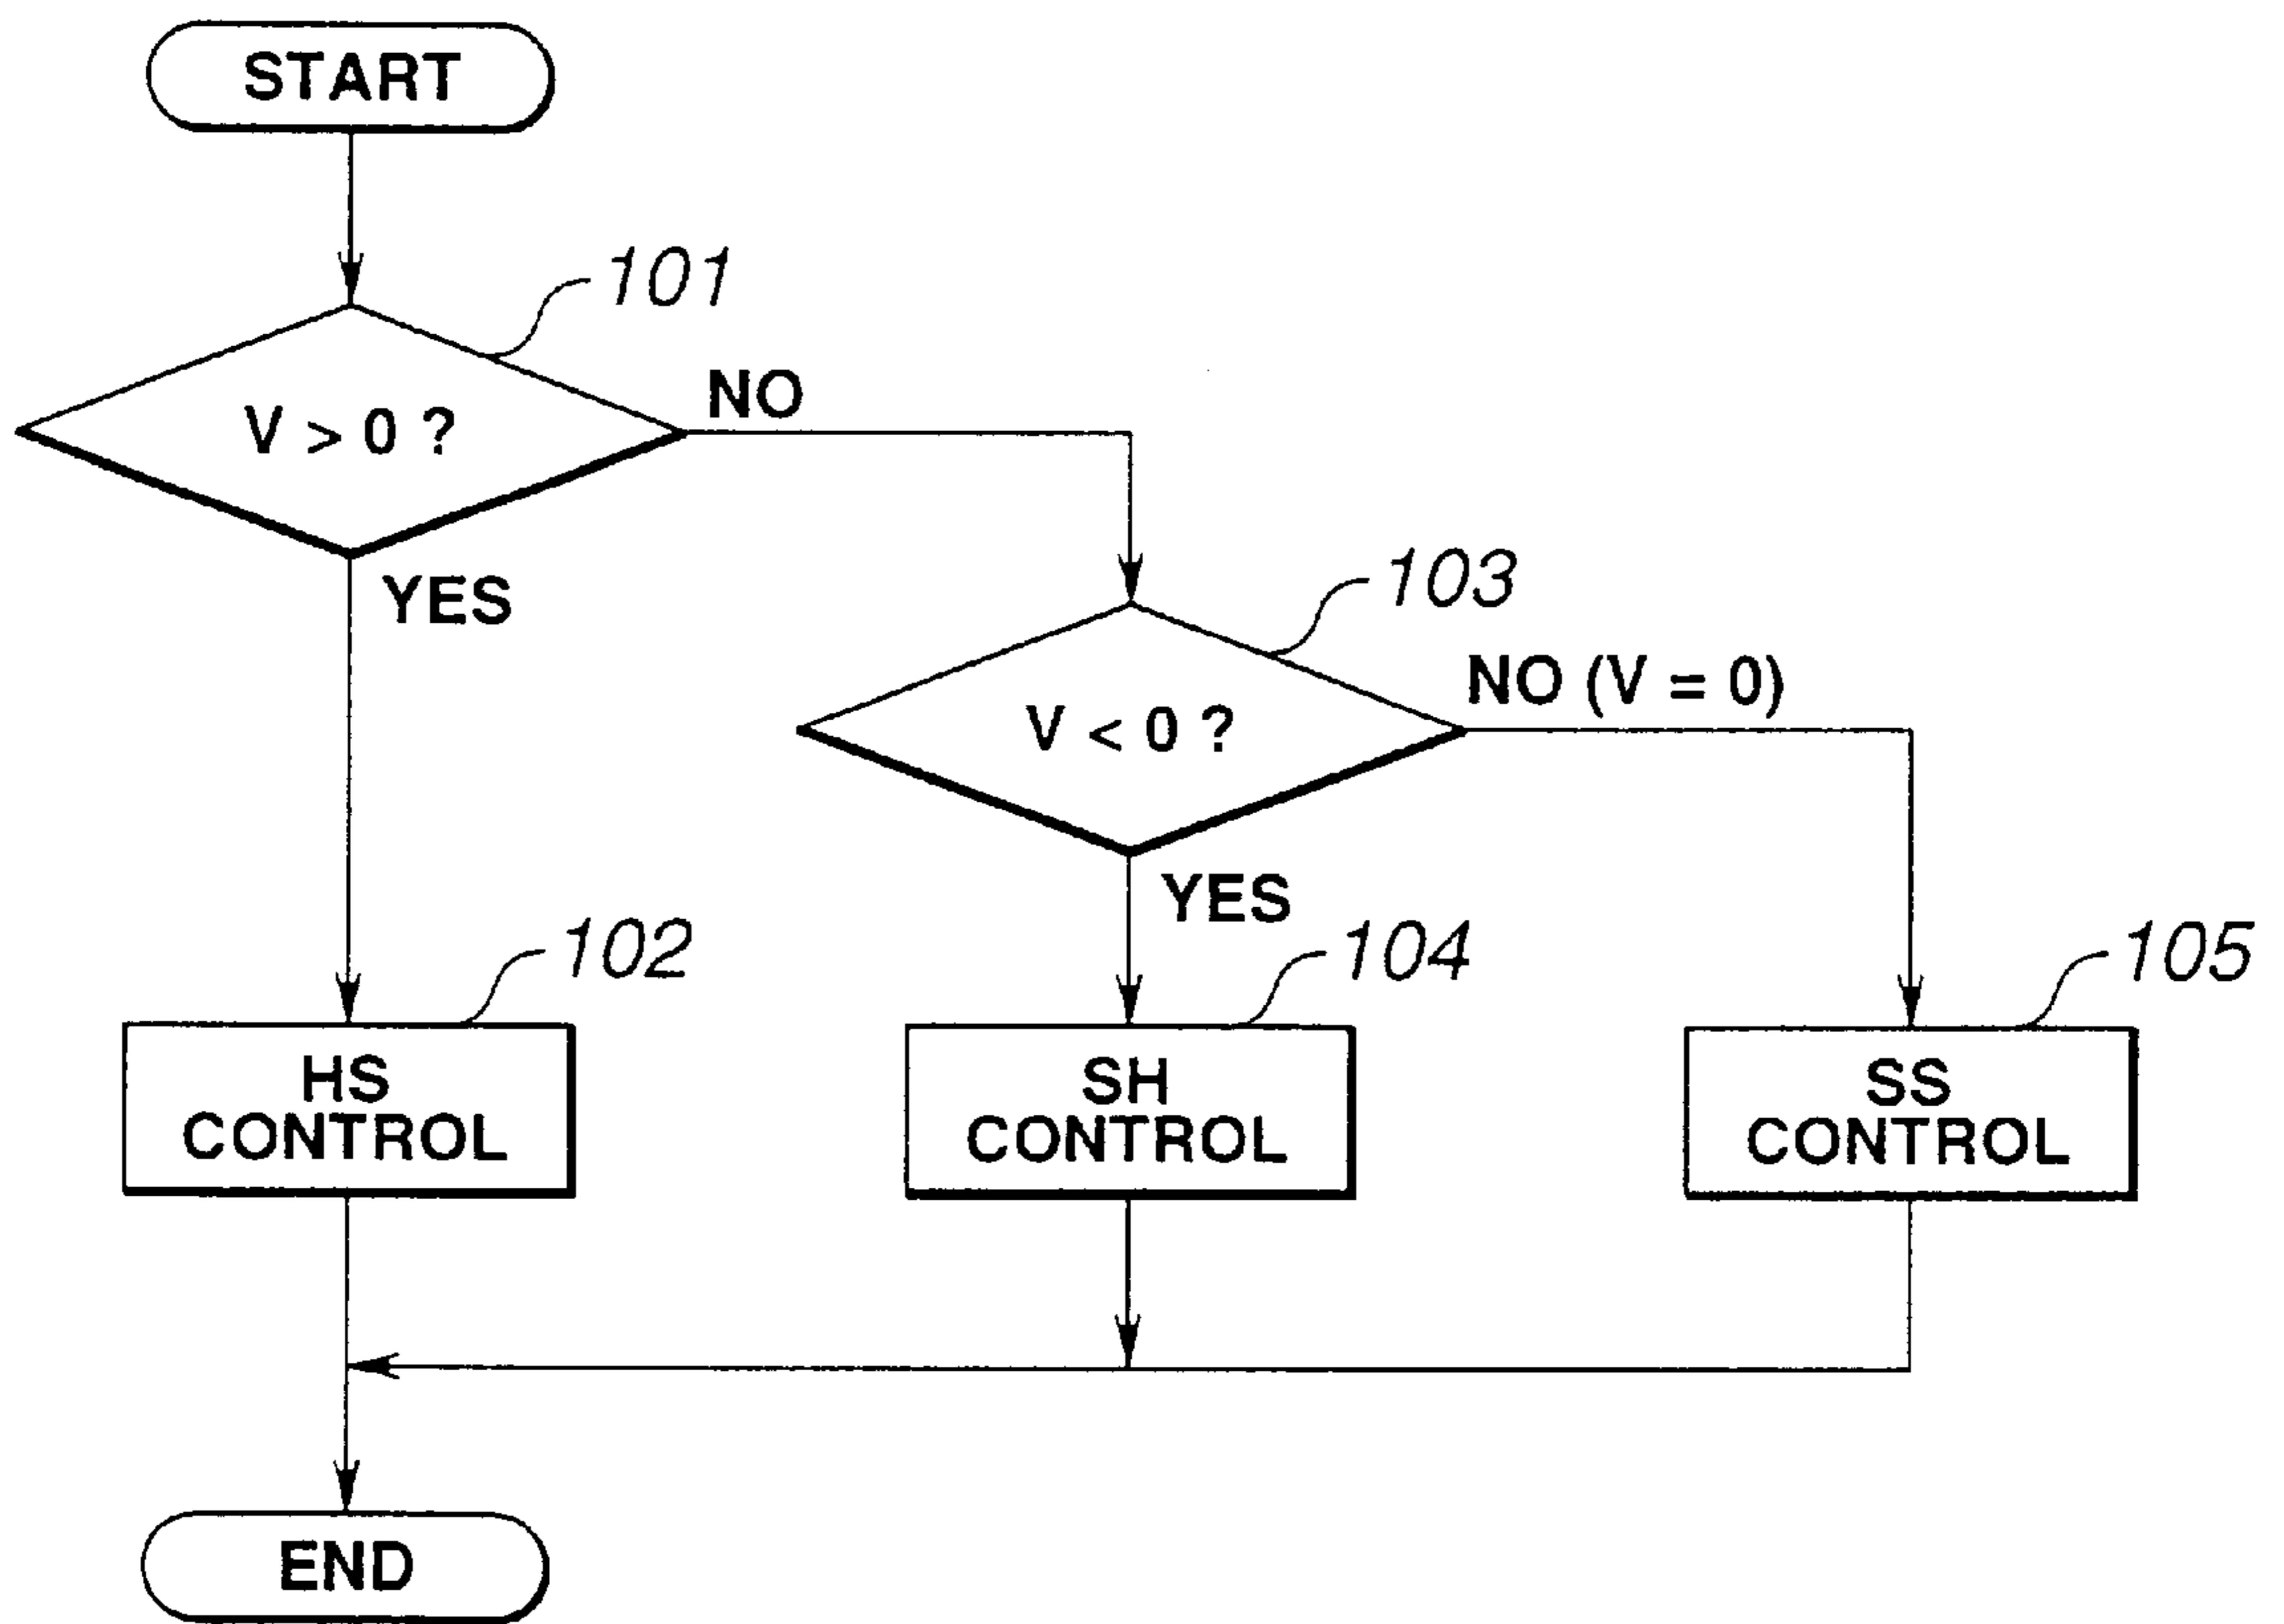 START
101
V > 0 ?
NO
YES
103
V < 0 ?
NO (V = 0)
YES
102
HS
CONTROL
104
SH
CONTROL
105
SS
CONTROL
END